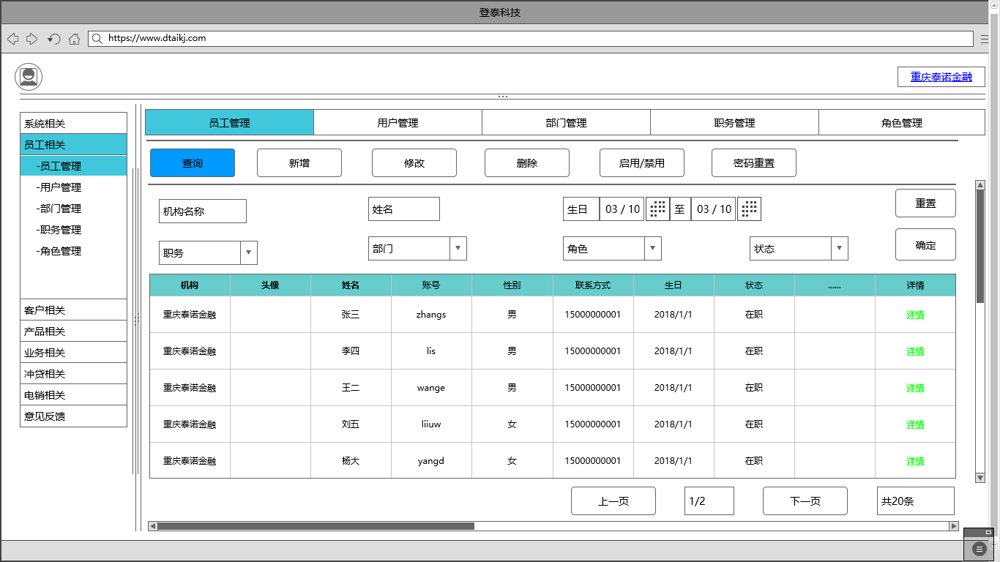 登泰科技
https://www.dtaikj.com
重庆泰诺金融
系统相关
员工相关
-员工管理
-用户管理
-部门管理
-职务管理
-角色管理
客户相关
产品相关
业务相关
冲贷相关
电销相关
意见反馈
员工管理 用户管理 部门管理 职务管理 角色管理
查询 新增 修改 删除 启用/禁用 密码重置
机构名称 姓名 生日 03 / 10 至 03 / 10 重置
职务 部门 角色 状态 确定
机构 头像 姓名 账号 性别 联系方式 生日 状态 ...... 详情
重庆泰诺金融 张三 zhangs 男 15000000001 2018/1/1 在职 详情
重庆泰诺金融 李四 lis 男 15000000001 2018/1/1 在职 详情
重庆泰诺金融 王二 wange 男 15000000001 2018/1/1 在职 详情
重庆泰诺金融 刘五 liiuw 女 15000000001 2018/1/1 在职 详情
重庆泰诺金融 杨大 yangd 女 15000000001 2018/1/1 在职 详情
上一页 1/2 下一页 共20条